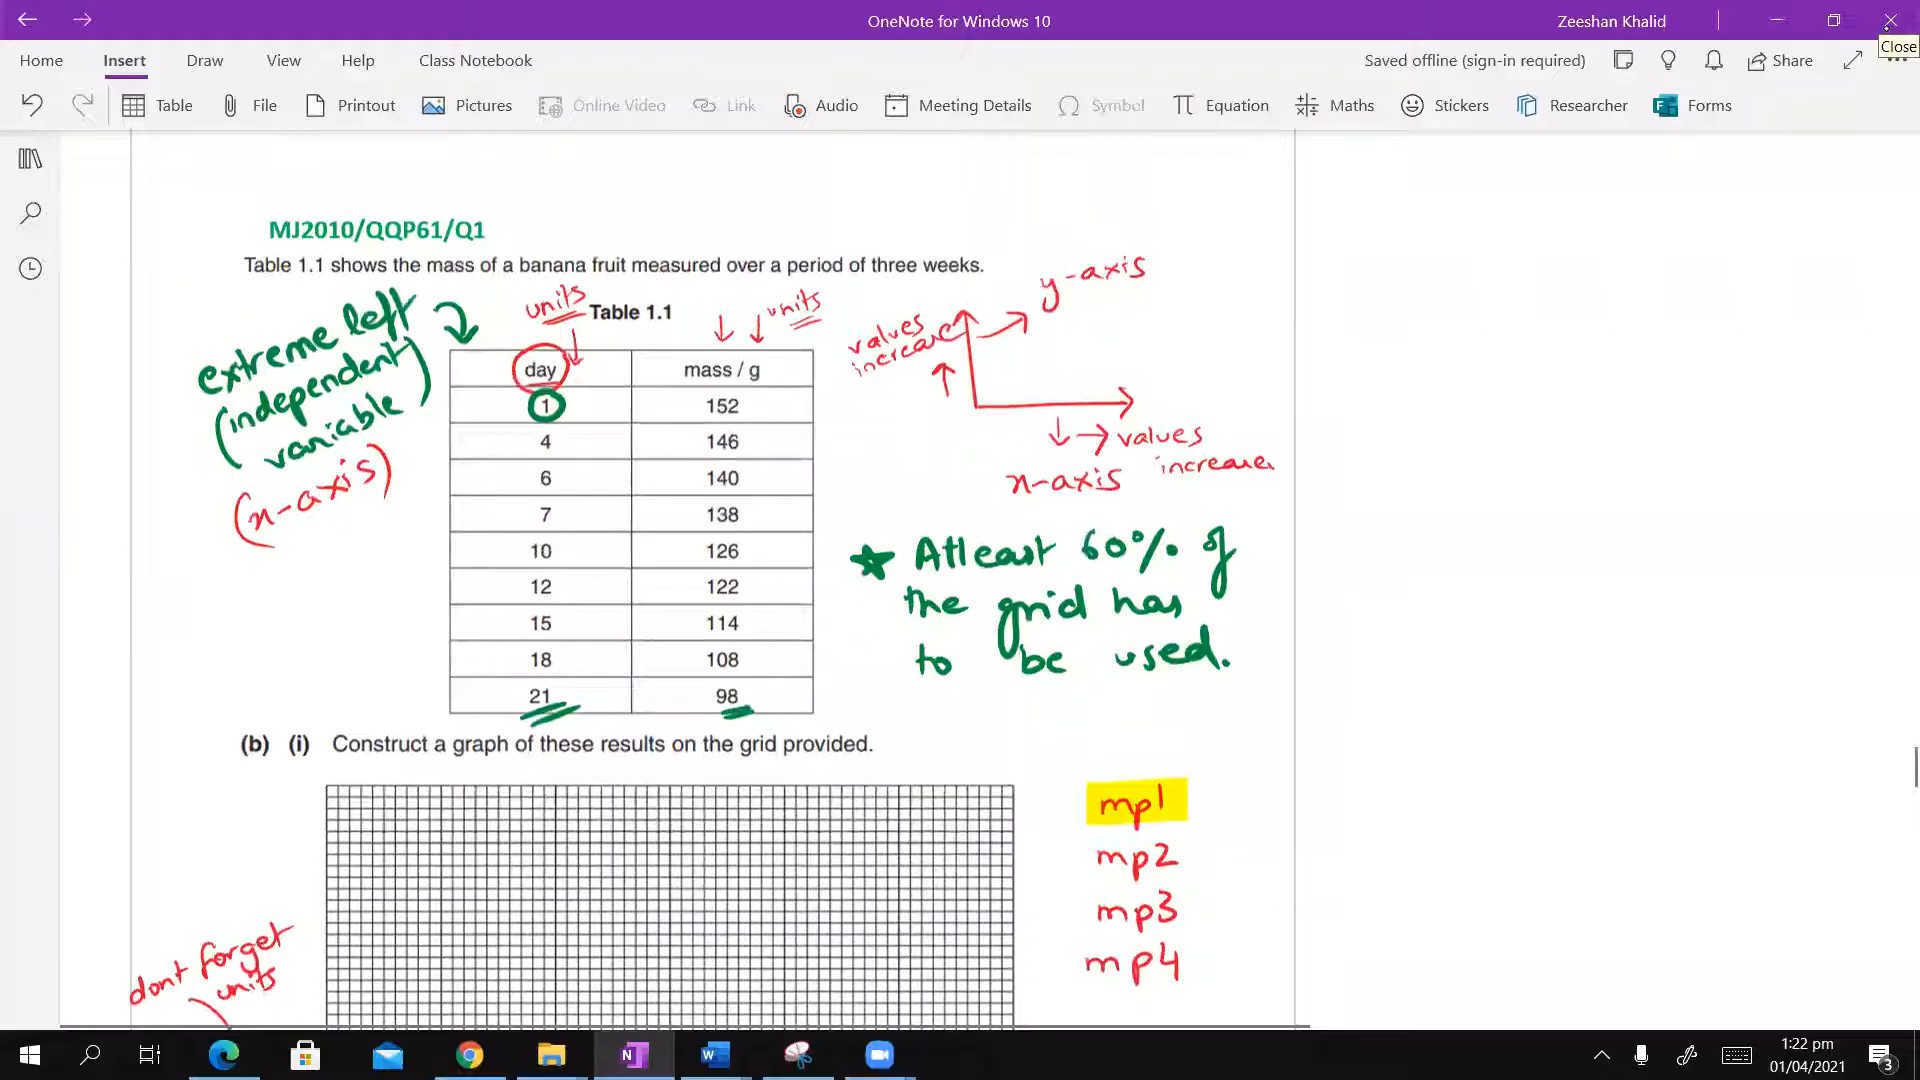 OneNote for Windows 10
Zeeshan Khalid
Close
Home
Insert
Draw
View
Help
Class Notebook
Saved offline (sign-in required)
Share
Table
File
Printout
Pictures
Online Video
Link
Audio
Meeting Details
Symbol
Equation
Maths
Stickers
Researcher
Forms
MJ2010/QQP61/Q1
Table 1.1 shows the mass of a banana fruit measured over a period of three weeks.
Table 1.1
units
units
extreme left
(independent
variable)
(x-axis)
day mass / g
1 152
4 146
6 140
7 138
10 126
12 122
15 114
18 108
21 98
y-axis
values
increase
values
increase
x-axis
Atleast 60% of
the grid has
to be used.
(b) (i) Construct a graph of these results on the grid provided.
mp1
mp2
mp3
mp4
dont forget
units
1:22 pm
01/04/2021
3